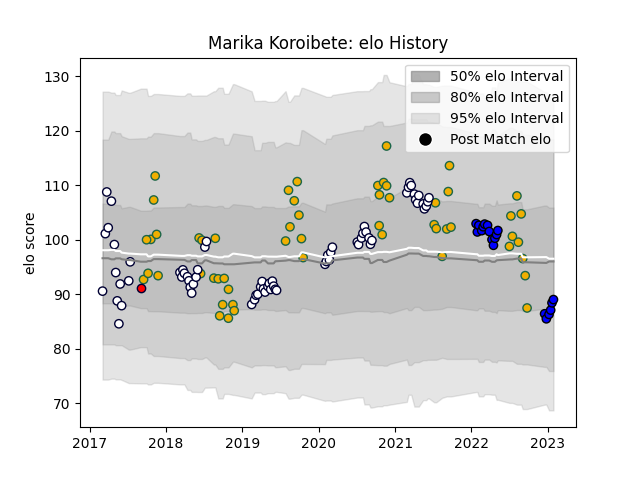 Marika Koroibete: elo History
50% elo Interval
80% elo Interval
95% elo Interval
Post Match elo
elo score
130
120
110
100
90
80
70
2017 2018 2019 2020 2021 2022 2023